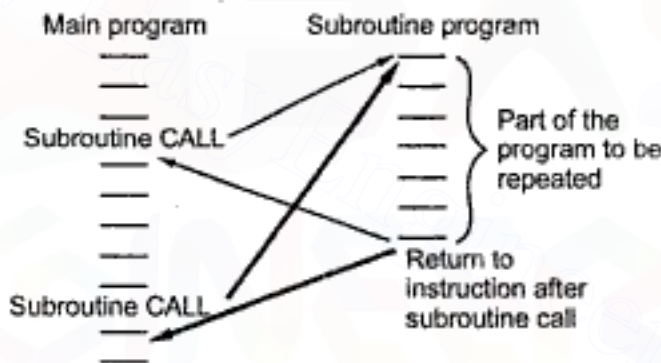 Main program
Subroutine program
Subroutine CALL
Part of the
program to be
repeated
Subroutine CALL
Return to
instruction after
subroutine call